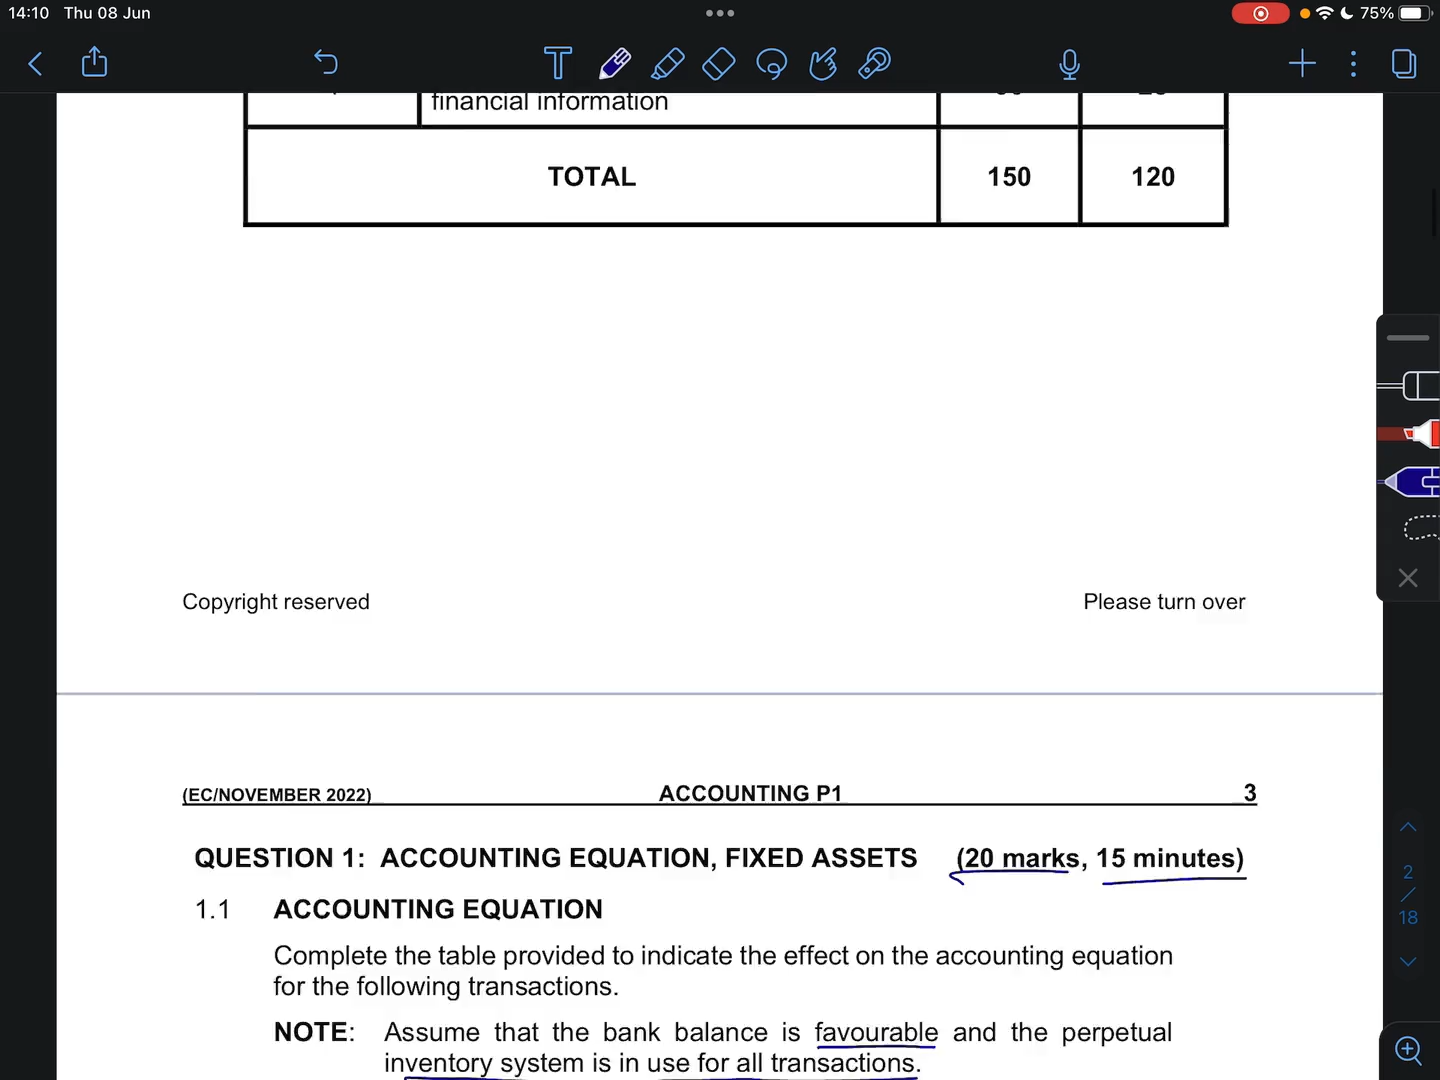 14:10 Thu 08 Jun
75%
financial information
TOTAL 150 120
Copyright reserved Please turn over
(EC/NOVEMBER 2022) ACCOUNTING P1 3
QUESTION 1: ACCOUNTING EQUATION, FIXED ASSETS (20 marks, 15 minutes)
1.1 ACCOUNTING EQUATION
Complete the table provided to indicate the effect on the accounting equation
for the following transactions.
NOTE: Assume that the bank balance is favourable and the perpetual
inventory system is in use for all transactions.
2
18